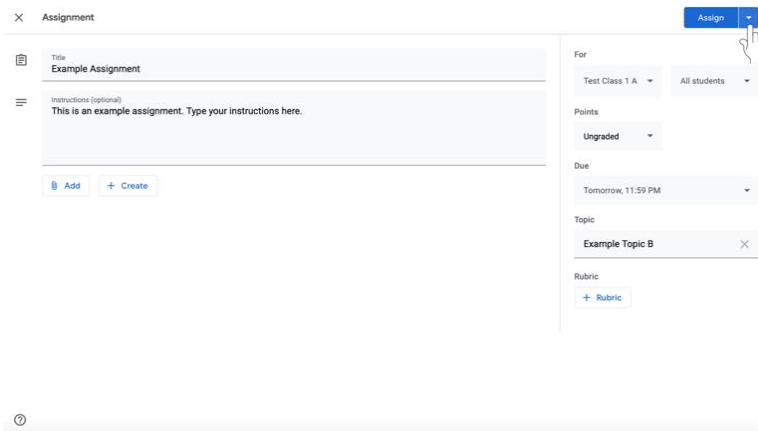 Assignment
Assign
Title
Example Assignment
Instructions (optional)
This is an example assignment. Type your instructions here.
Add
+ Create
For
Test Class 1 A
All students
Points
Ungraded
Due
Tomorrow, 11:59 PM
Topic
Example Topic B
Rubric
+ Rubric